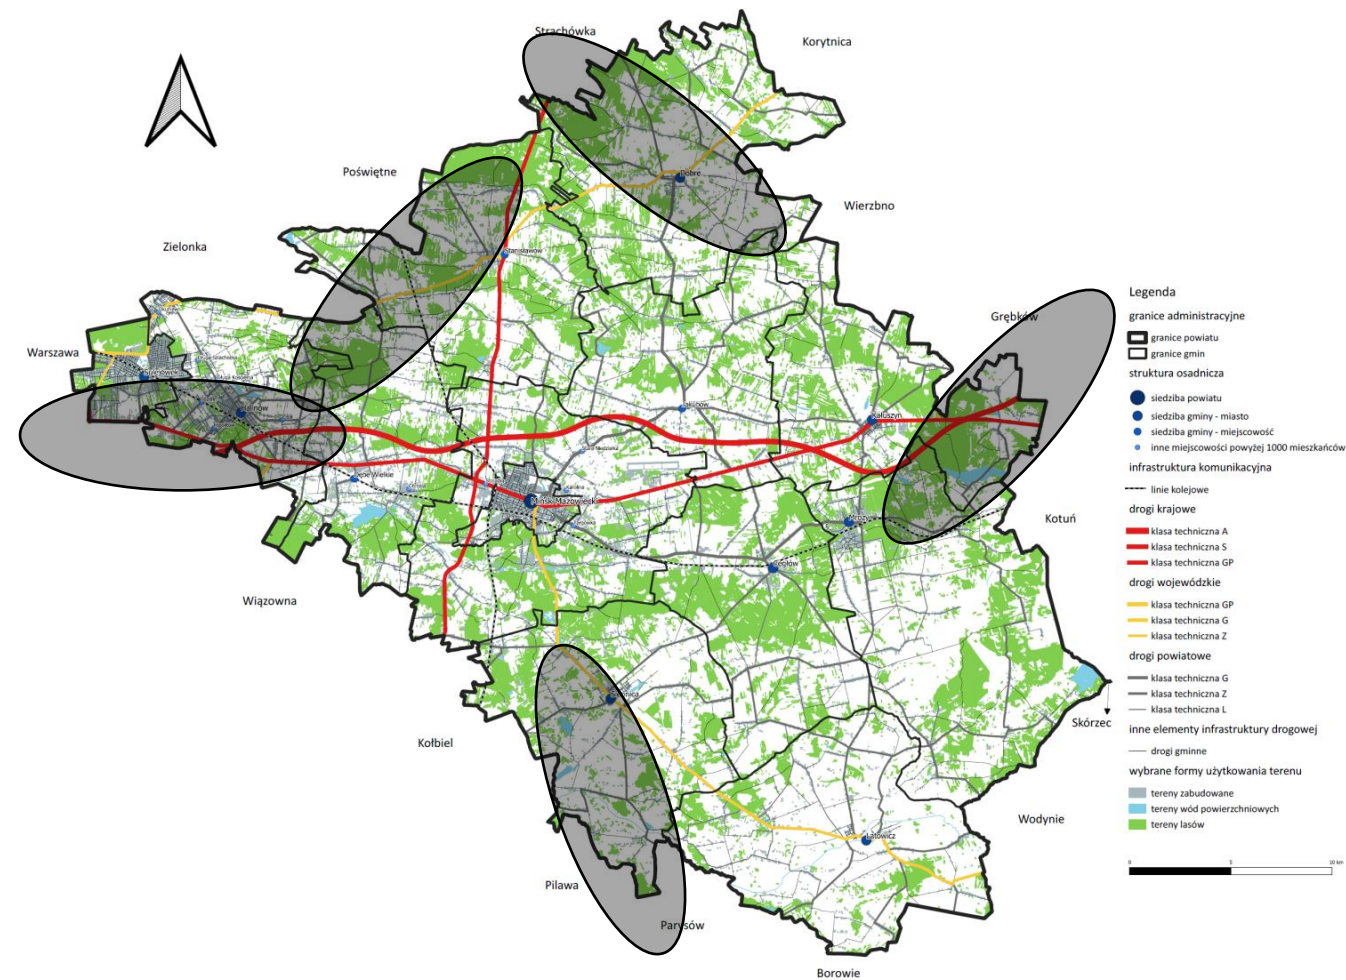 Strachówka
Korytnica
Poświętne
Dobre
Wierzbno
Zielonka
Stanisławów
Grębków
Warszawa
Sulejówek
Halinów
Kałuszyn
Jakubów
Dębe Wielkie
Mińsk Mazowiecki
Mrozy
Kotuń
Cegłów
Wiązowna
Siennica
Kołbiel
Skórzec
Latowicz
Wodynie
Pilawa
Parysów
Borowie
Legenda
granice administracyjne
granice powiatu
granice gmin
struktura osadnicza
siedziba powiatu
siedziba gminy - miasto
siedziba gminy - miejscowość
inne miejscowości powyżej 1000 mieszkańców
infrastruktura komunikacyjna
linie kolejowe
drogi krajowe
klasa techniczna A
klasa techniczna S
klasa techniczna GP
drogi wojewódzkie
klasa techniczna GP
klasa techniczna G
klasa techniczna Z
drogi powiatowe
klasa techniczna G
klasa techniczna Z
klasa techniczna L
inne elementy infrastruktury drogowej
drogi gminne
wybrane formy użytkowania terenu
tereny zabudowane
tereny wód powierzchniowych
tereny lasów
0 5 10 km